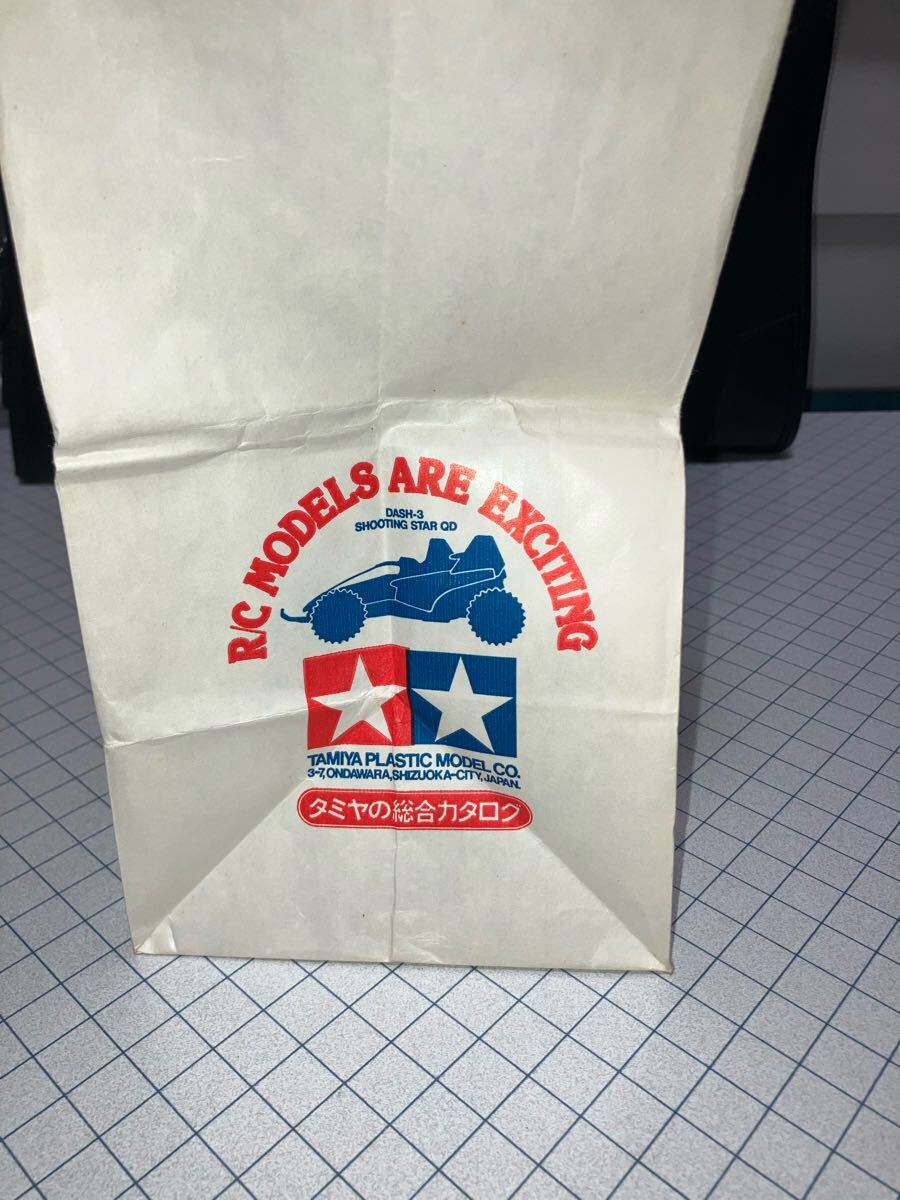 R/C MODELS ARE EXCITING
DASH-3
SHOOTING STAR QD
TAMIYA PLASTIC MODEL CO.
3-7, ONDAWARA, SHIZUOKA-CITY, JAPAN.
タミヤの総合カタログ